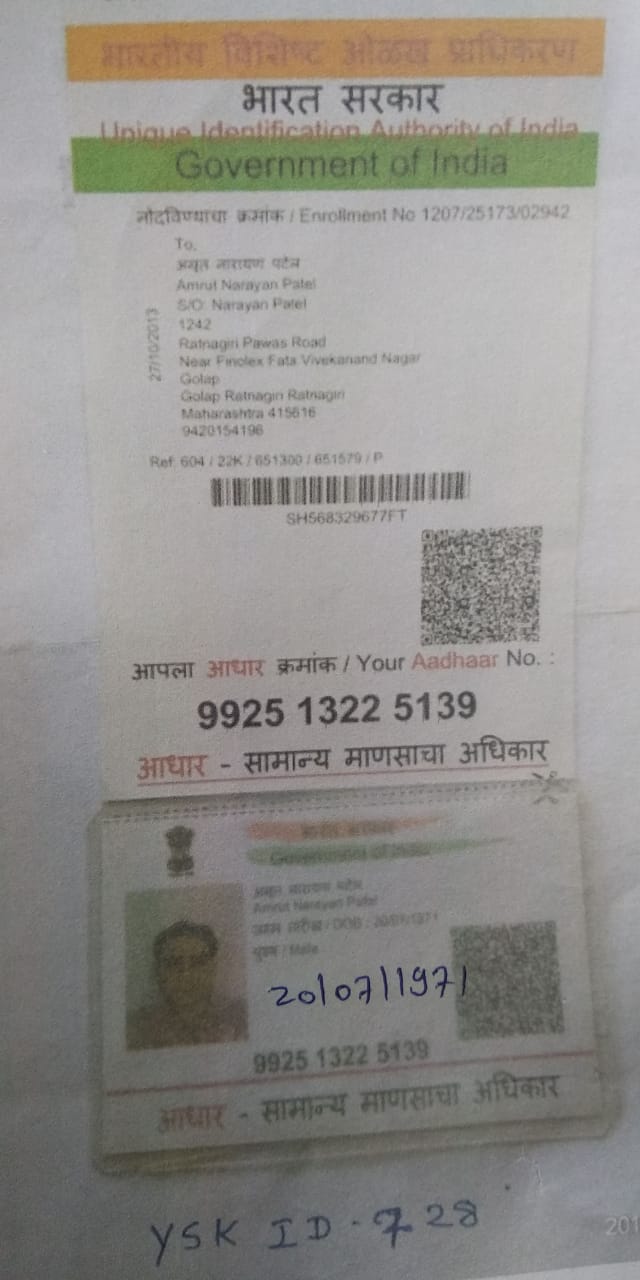 भारतीय विशिष्ट ओळख प्राधिकरण
भारत सरकार
Unique Identification Authority of India
Government of India
नोंदविण्याचा क्रमांक / Enrollment No 1207/25173/02942
To,
अमृत नारायण पटेल
Amrut Narayan Patel
S/O: Narayan Patel
1242
Ratnagiri Pawas Road
Near Finolex Fata Vivekanand Nagar
Golap
Golap Ratnagiri Ratnagiri
Maharashtra 415616
9420154196
27/10/2013
Ref: 604 / 22K / 651300 / 651579 / P
SH568329677FT
आपला आधार क्रमांक / Your Aadhaar No. :
9925 1322 5139
आधार - सामान्य माणसाचा अधिकार
भारत सरकार
Government of India
अमृत नारायण पटेल
Amrut Narayan Patel
जन्म तारीख / DOB : 20/07/1971
पुरुष / Male
20/07/1971
9925 1322 5139
आधार - सामान्य माणसाचा अधिकार
YSK ID - 728
201